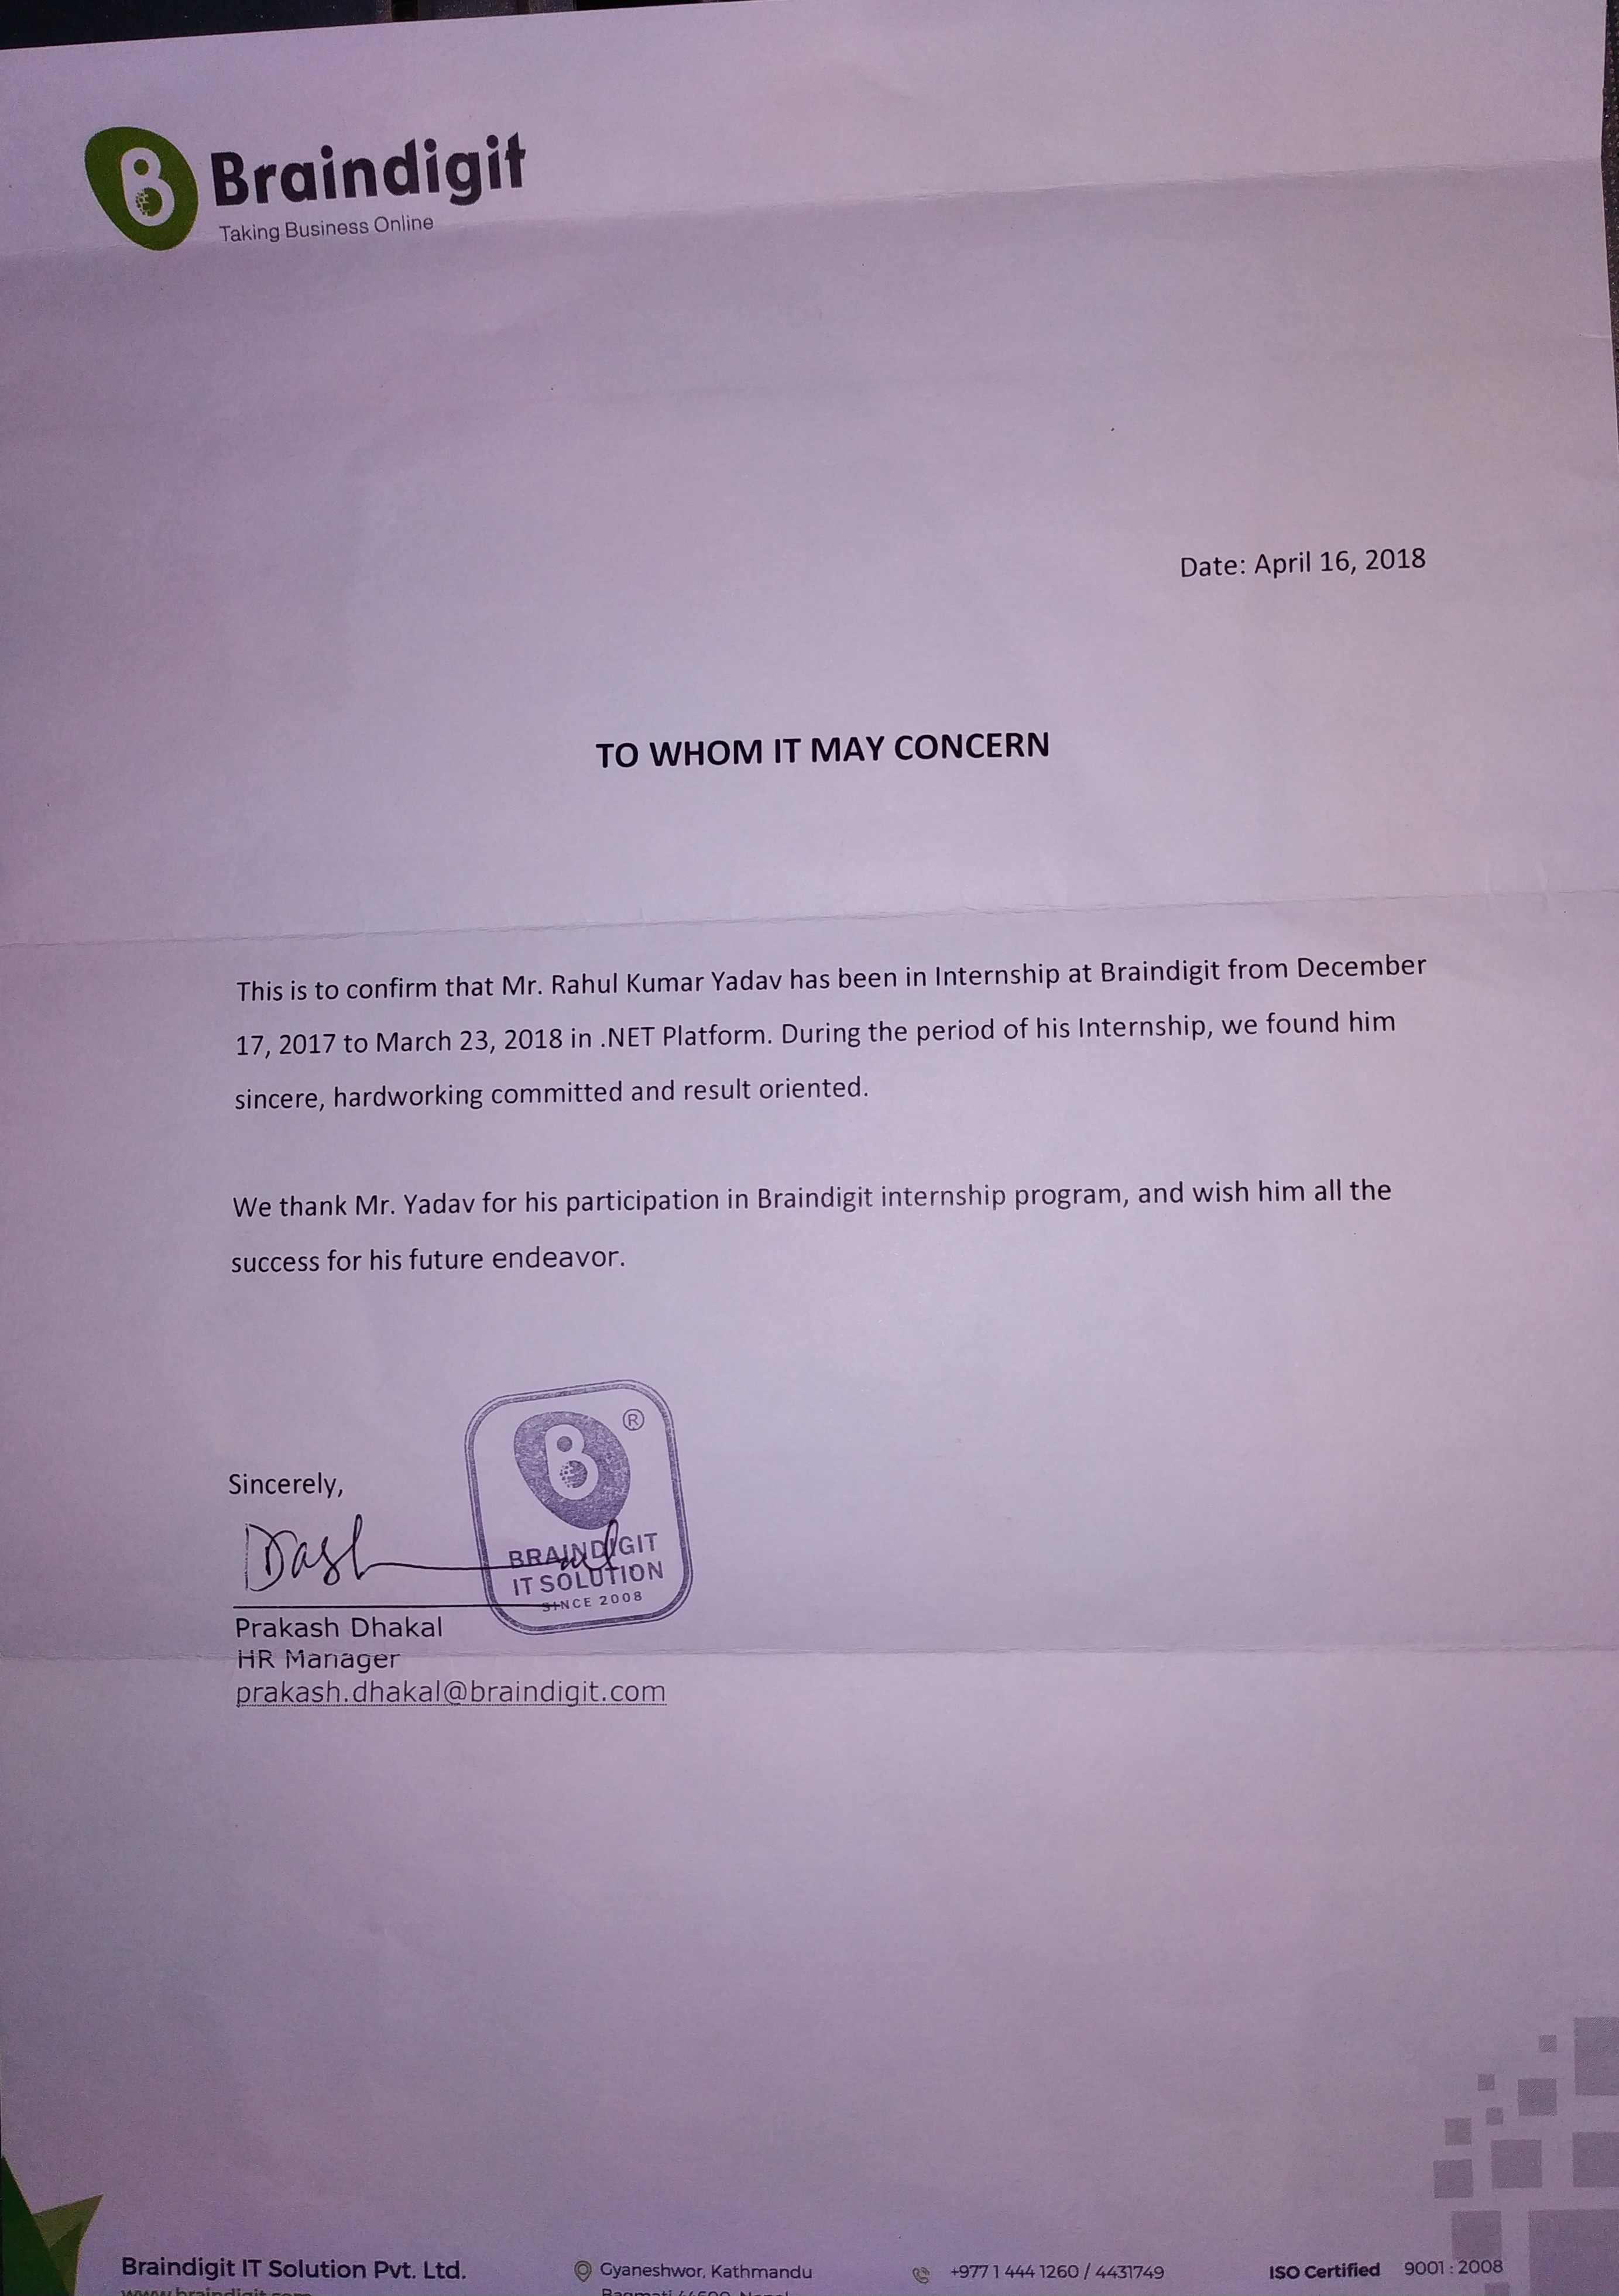 Braindigit
Taking Business Online
Date: April 16, 2018
TO WHOM IT MAY CONCERN
This is to confirm that Mr. Rahul Kumar Yadav has been in Internship at Braindigit from December
17, 2017 to March 23, 2018 in .NET Platform. During the period of his Internship, we found him
sincere, hardworking committed and result oriented.
We thank Mr. Yadav for his participation in Braindigit internship program, and wish him all the
success for his future endeavor.
Sincerely,
®
BRAINDIGIT
IT SOLUTION
SINCE 2008
Prakash Dhakal
HR Manager
prakash.dhakal@braindigit.com
Braindigit IT Solution Pvt. Ltd. Gyaneshwor, Kathmandu +977 1 444 1260 / 4431749 ISO Certified 9001 : 2008
www.braindigit.com